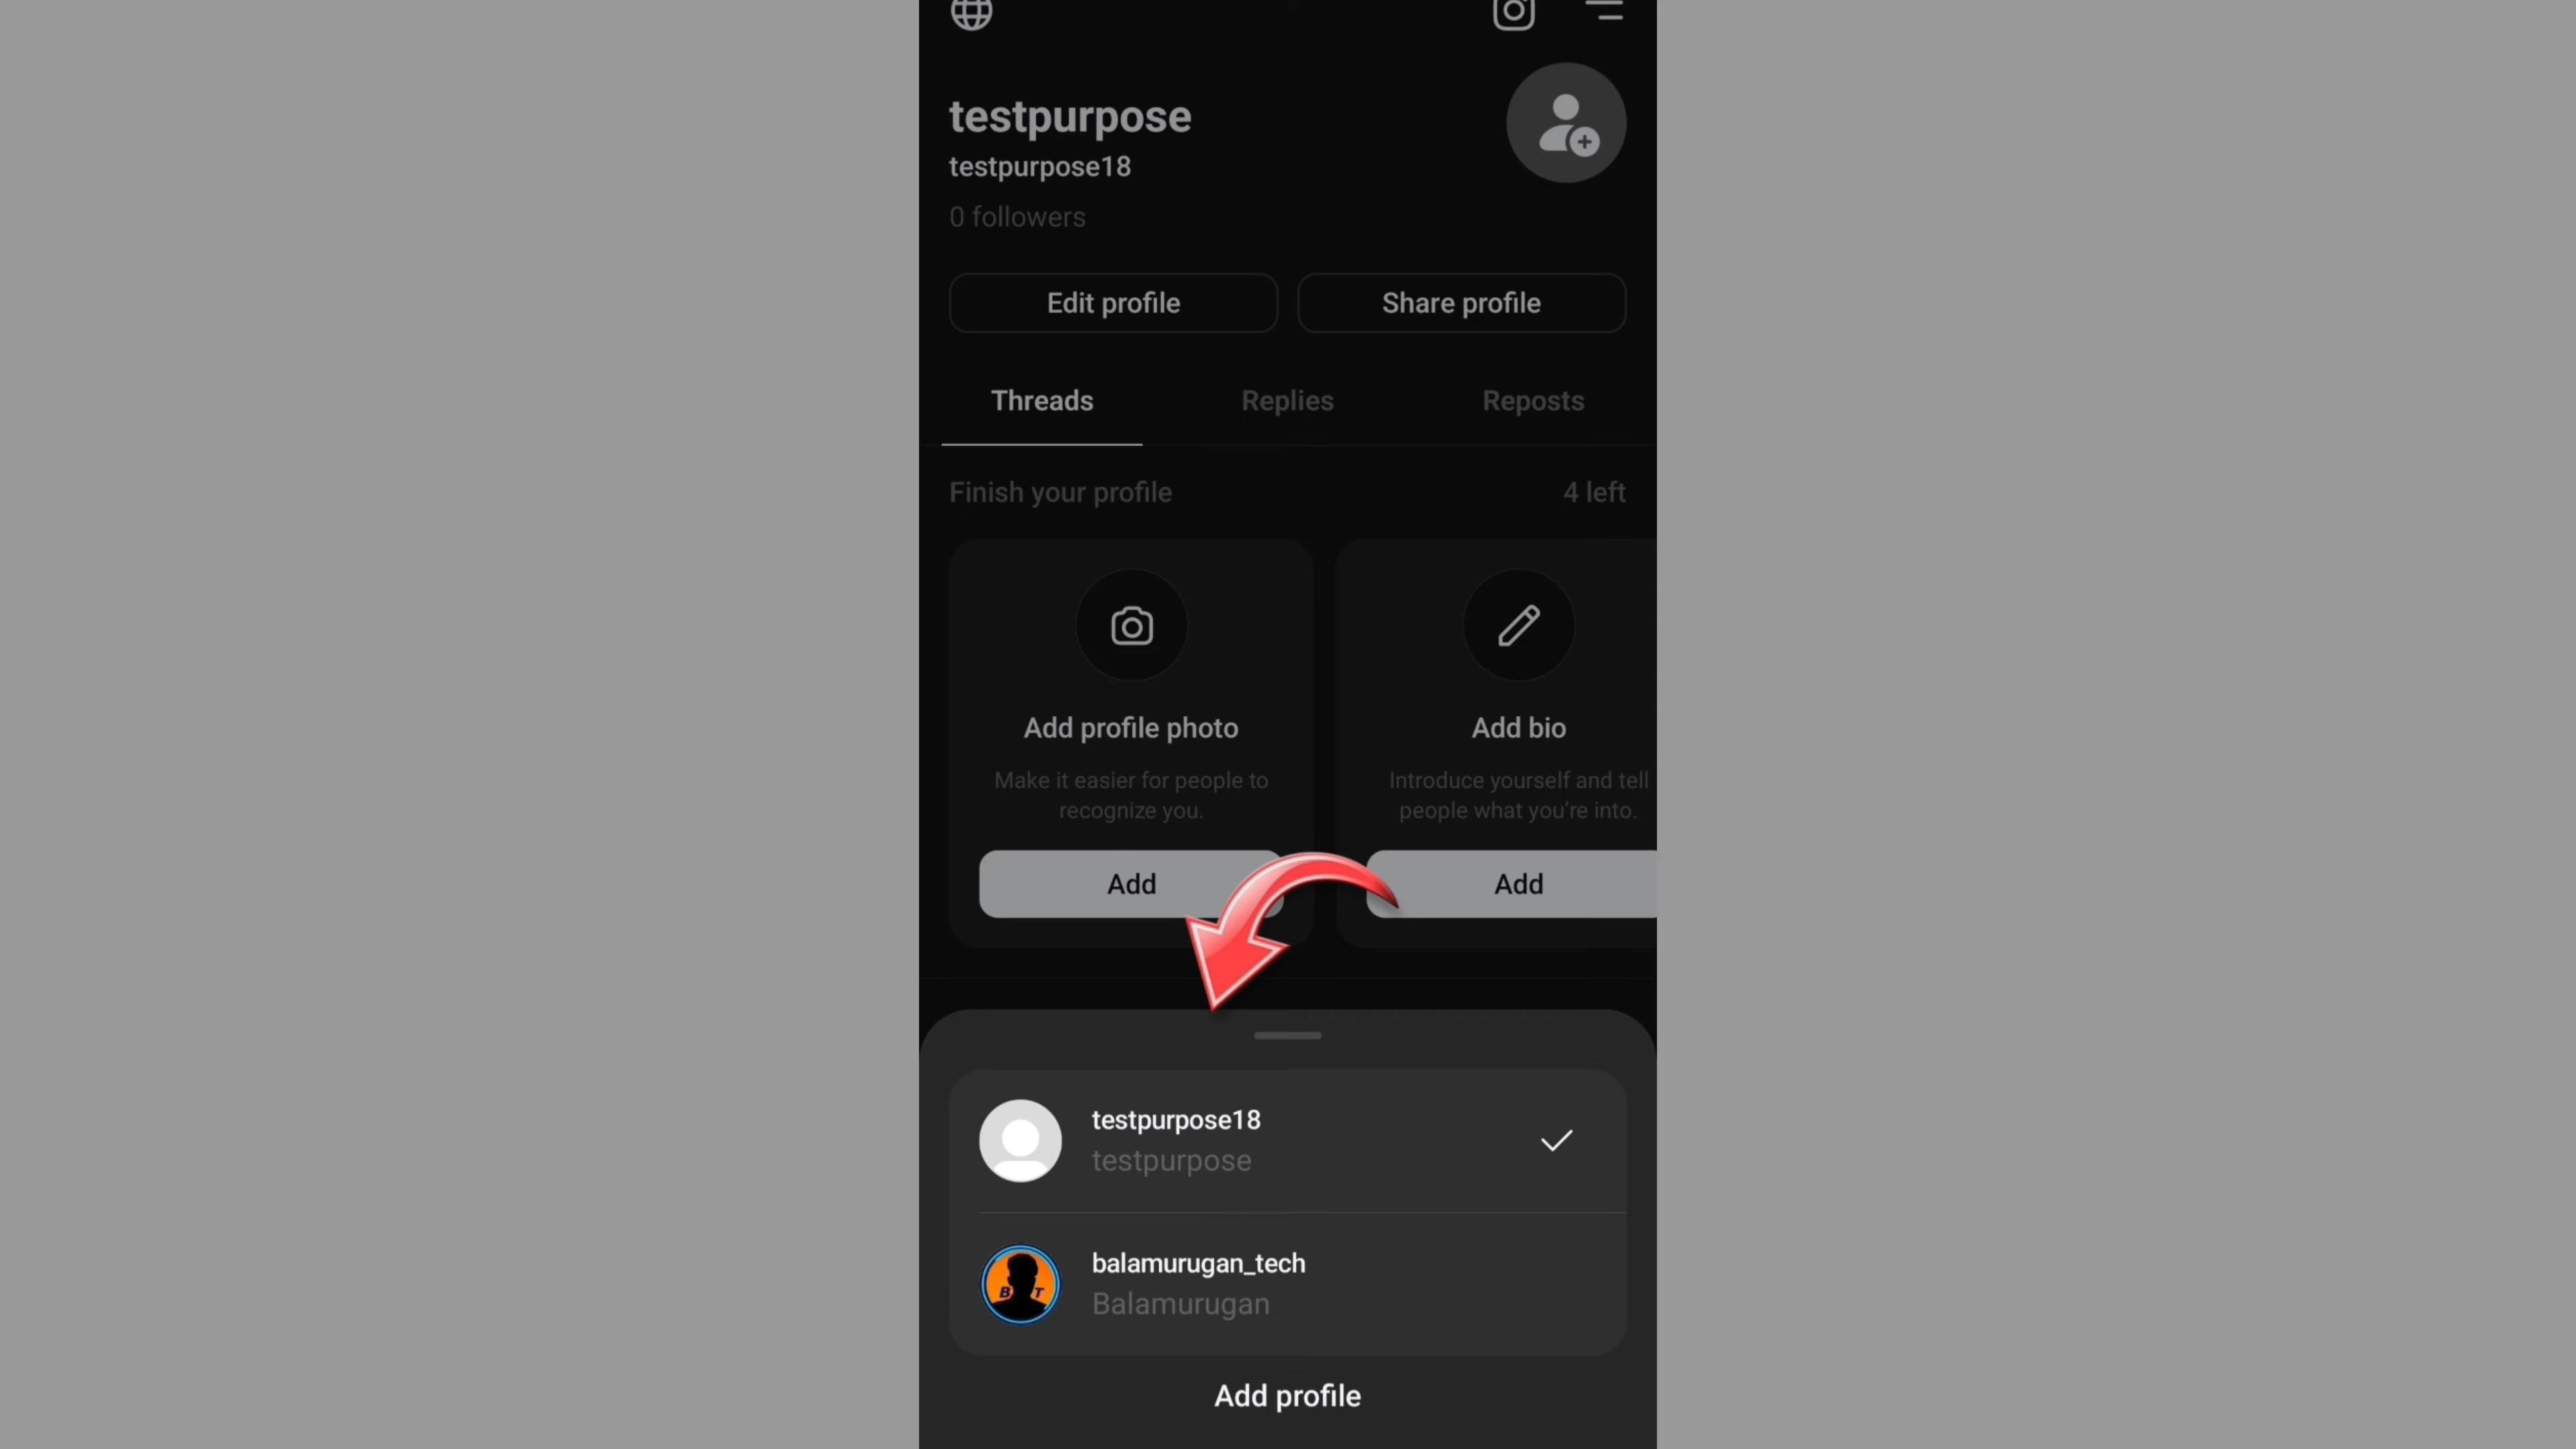 testpurpose
testpurpose18
0 followers
Edit profile
Share profile
Threads
Replies
Reposts
Finish your profile
4 left
Add profile photo
Make it easier for people to
recognize you.
Add
Add bio
Introduce yourself and tell
people what you're into.
Add
testpurpose18
testpurpose
B T
balamurugan_tech
Balamurugan
Add profile